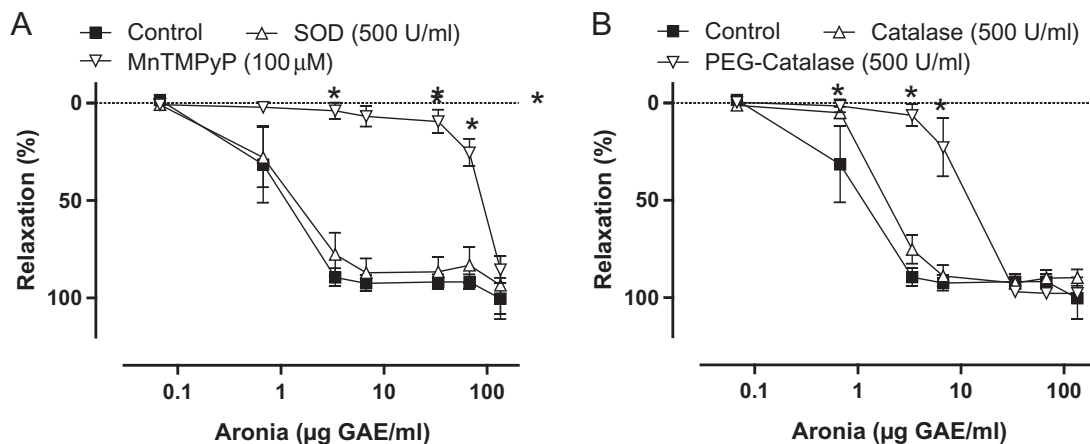 A
Control
SOD (500 U/ml)
MnTMPyP (100 μM)
*
*
*
*
*
0
50
100
Relaxation (%)
0.1
1
10
100
Aronia (μg GAE/ml)
B
Control
Catalase (500 U/ml)
PEG-Catalase (500 U/ml)
*
*
*
0
50
100
Relaxation (%)
0.1
1
10
100
Aronia (μg GAE/ml)